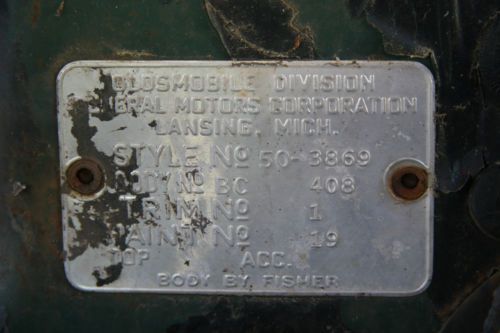 OLDSMOBILE DIVISION
GENERAL MOTORS CORPORATION
LANSING, MICH.
STYLE No 50-3869
BODY No BC 408
TRIM No 1
PAINT No 19
TOP ACC.
BODY BY FISHER